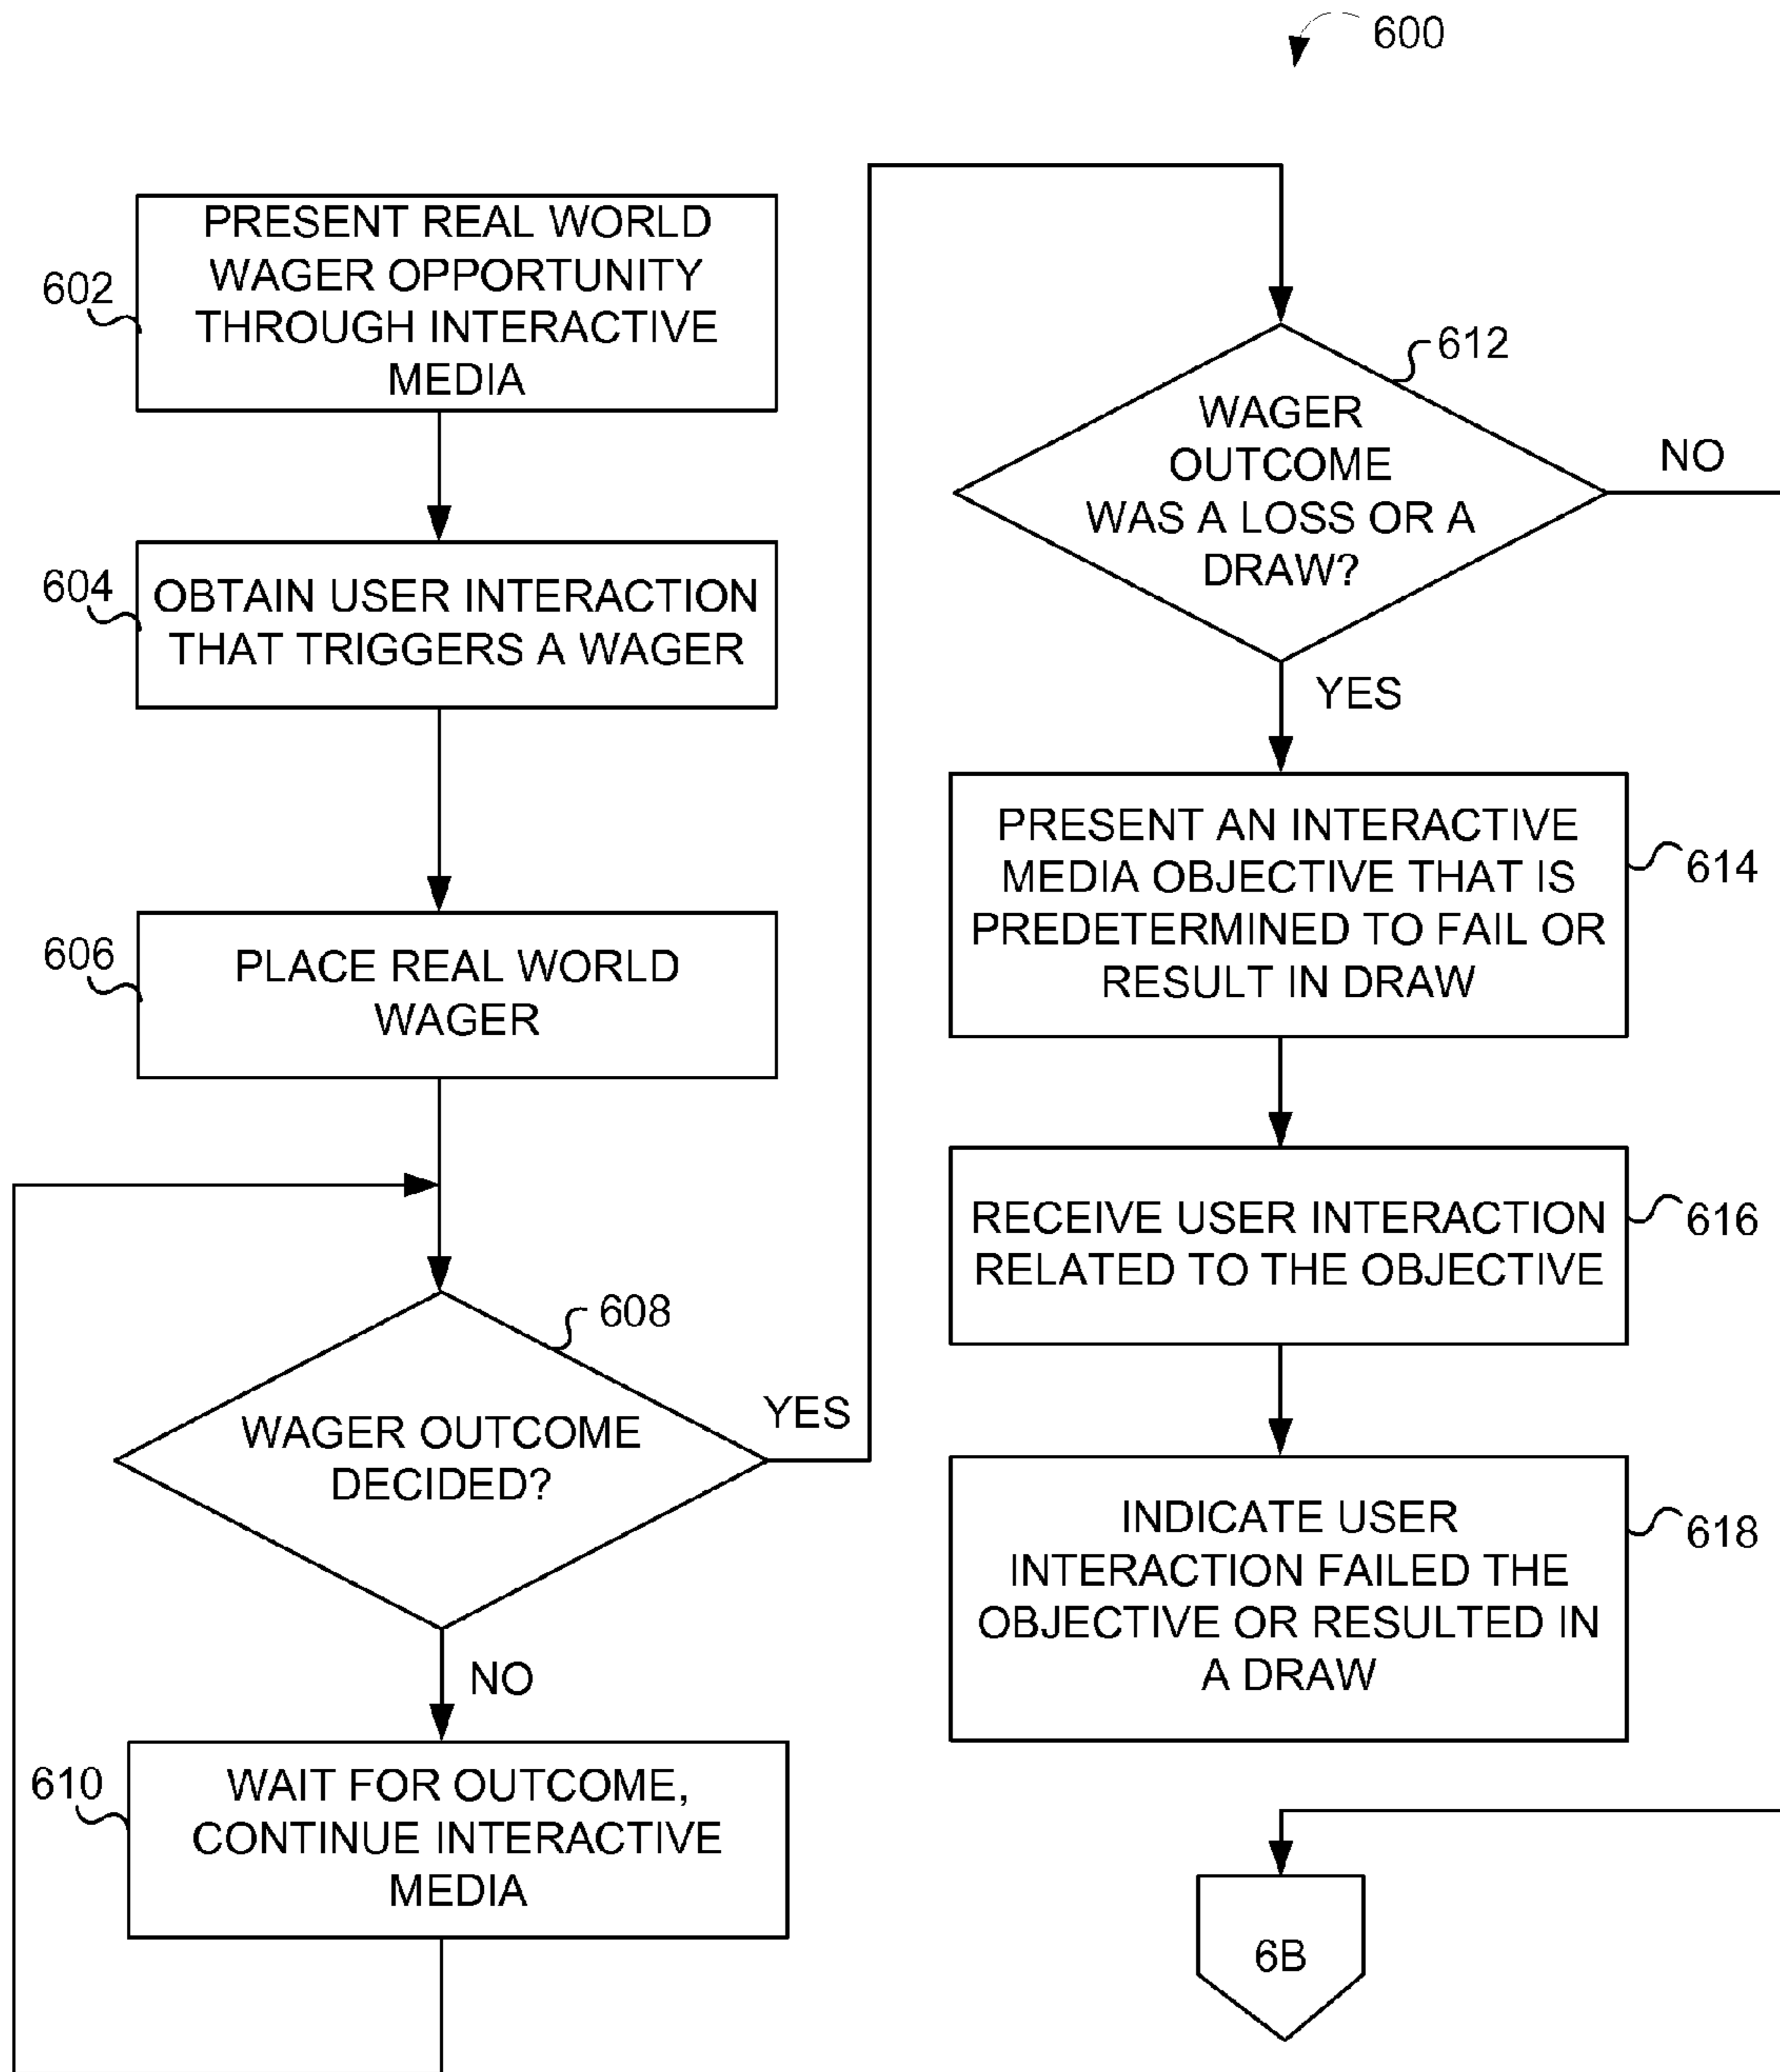 600
602
PRESENT REAL WORLD
WAGER OPPORTUNITY
THROUGH INTERACTIVE
MEDIA
604
OBTAIN USER INTERACTION
THAT TRIGGERS A WAGER
606
PLACE REAL WORLD
WAGER
608
WAGER OUTCOME
DECIDED?
YES
NO
610
WAIT FOR OUTCOME,
CONTINUE INTERACTIVE
MEDIA
612
WAGER
OUTCOME
WAS A LOSS OR A
DRAW?
NO
YES
PRESENT AN INTERACTIVE
MEDIA OBJECTIVE THAT IS
PREDETERMINED TO FAIL OR
RESULT IN DRAW
614
RECEIVE USER INTERACTION
RELATED TO THE OBJECTIVE
616
INDICATE USER
INTERACTION FAILED THE
OBJECTIVE OR RESULTED IN
A DRAW
618
6B